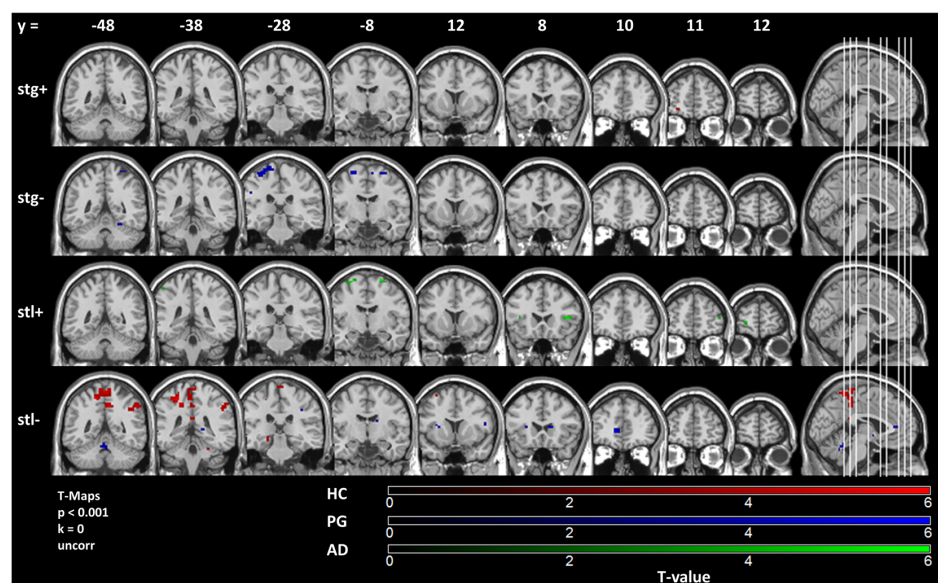 y = -48 -38 -28 -8 12 8 10 11 12
stg+
stg-
stl+
stl-
T-Maps
p < 0.001
k = 0
uncorr
HC
0 2 4 6
PG
0 2 4 6
AD
0 2 4 6
T-value